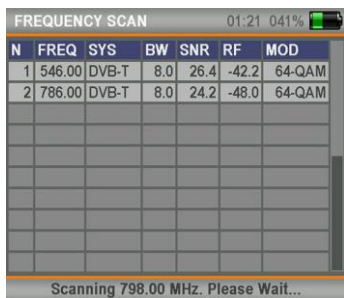 FREQUENCY SCAN 01:21 041%
N FREQ SYS BW SNR RF MOD
1 546.00 DVB-T 8.0 26.4 -42.2 64-QAM
2 786.00 DVB-T 8.0 24.2 -48.0 64-QAM
Scanning 798.00 MHz. Please Wait...